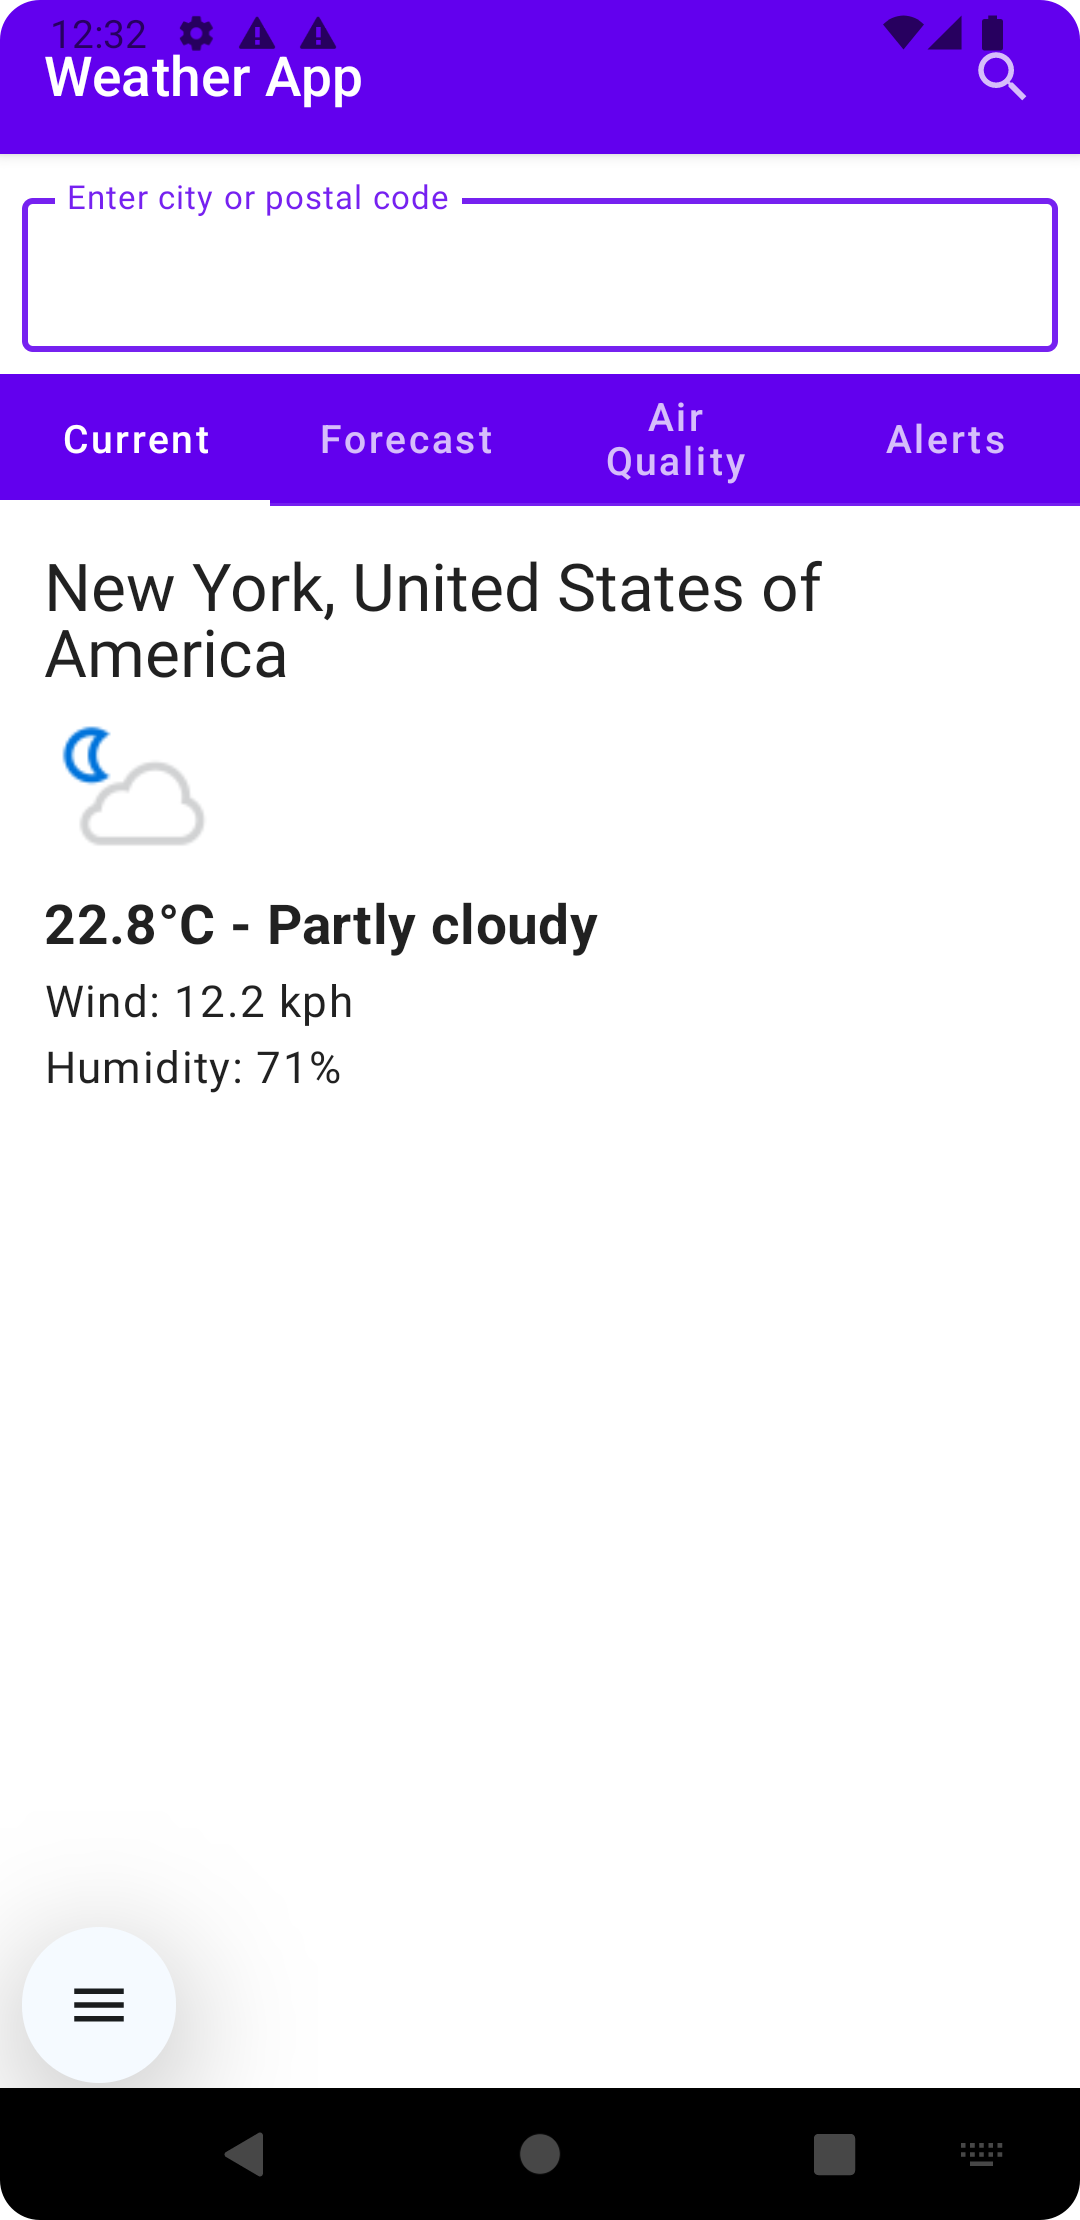 12:32
Weather App
Enter city or postal code
Current
Forecast
Air
Quality
Alerts
New York, United States of
America
22.8°C - Partly cloudy
Wind: 12.2 kph
Humidity: 71%